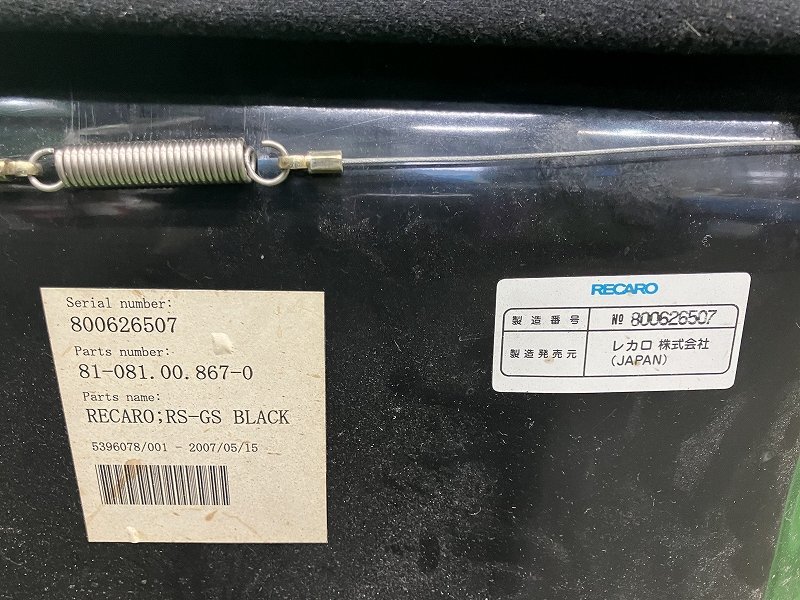 Serial number:
800626507
Parts number:
81-081.00.867-0
Parts name:
RECARO;RS-GS BLACK
5396078/001 - 2007/05/15
RECARO
製造番号 № 800626507
製造発売元 レカロ 株式会社
(JAPAN)